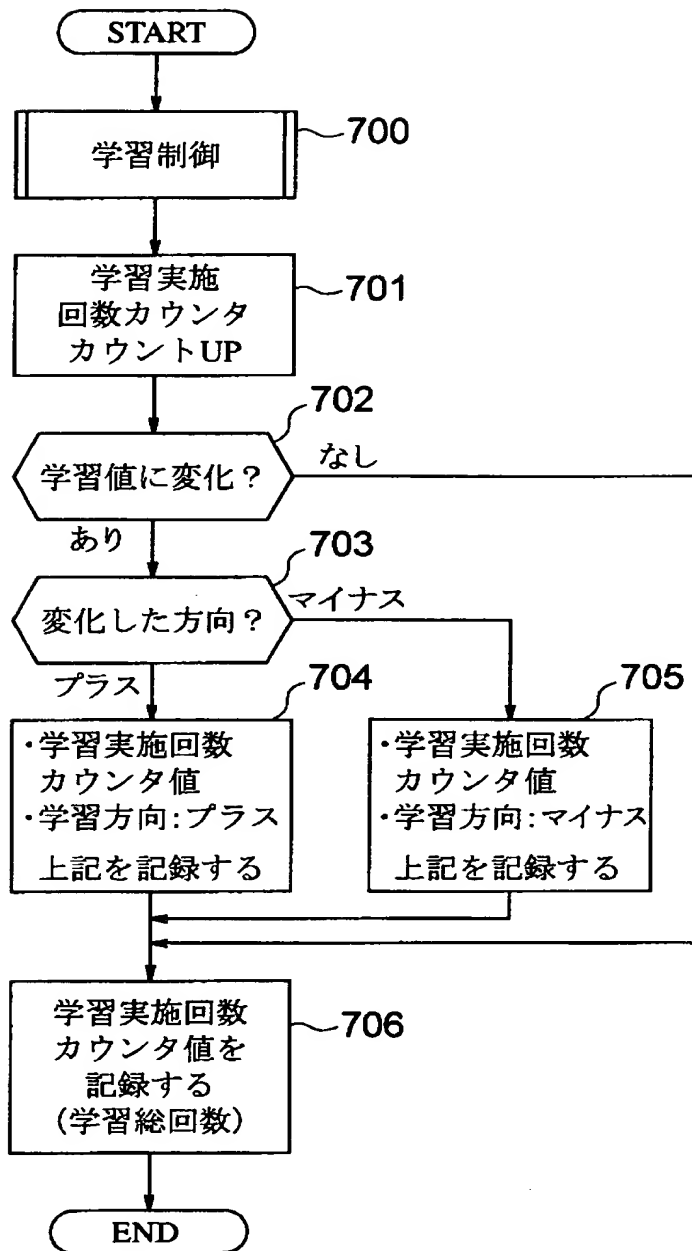 START
学習制御
700
学習実施
回数カウンタ
カウントUP
701
702
学習値に変化？
なし
あり
703
変化した方向？
マイナス
プラス
704
・学習実施回数
カウンタ値
・学習方向:プラス
上記を記録する
705
・学習実施回数
カウンタ値
・学習方向:マイナス
上記を記録する
学習実施回数
カウンタ値を
記録する
(学習総回数)
706
END